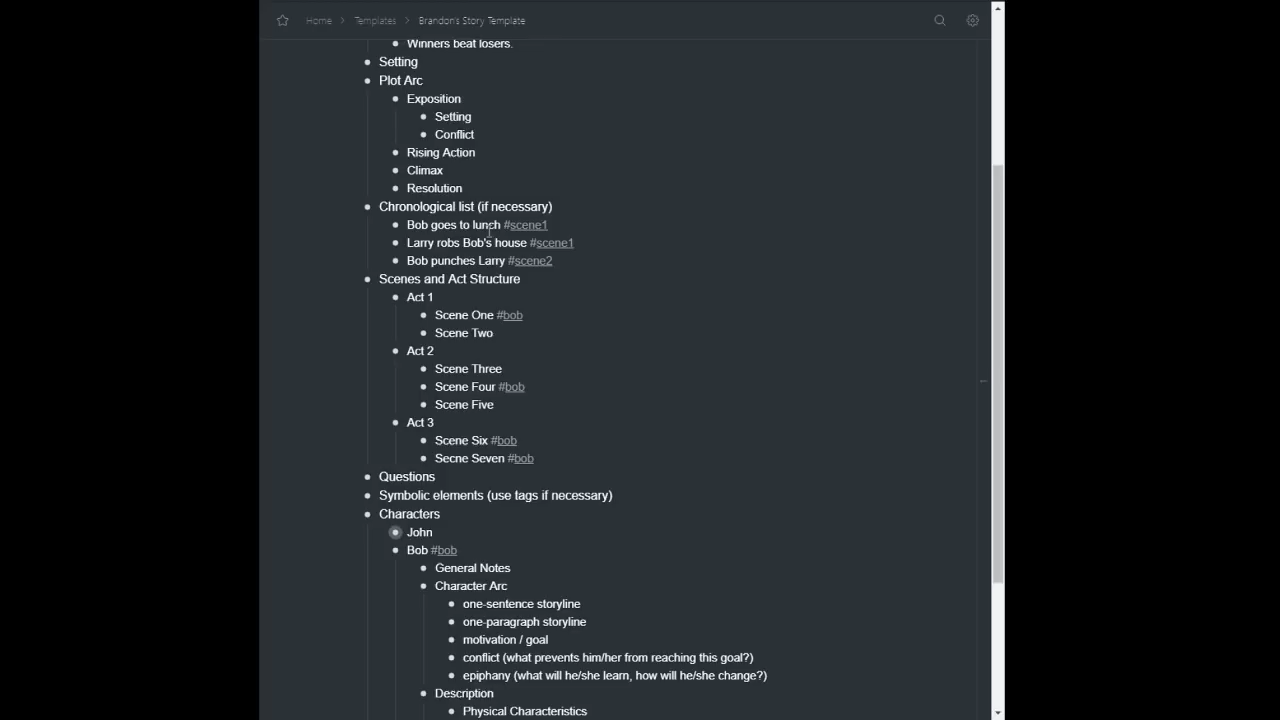 Home > Templates > Brandon's Story Template
Winners beat losers.
Setting
Plot Arc
Exposition
Setting
Conflict
Rising Action
Climax
Resolution
Chronological list (if necessary)
Bob goes to lunch #scene1
Larry robs Bob's house #scene1
Bob punches Larry #scene2
Scenes and Act Structure
Act 1
Scene One #bob
Scene Two
Act 2
Scene Three
Scene Four #bob
Scene Five
Act 3
Scene Six #bob
Secne Seven #bob
Questions
Symbolic elements (use tags if necessary)
Characters
John
Bob #bob
General Notes
Character Arc
one-sentence storyline
one-paragraph storyline
motivation / goal
conflict (what prevents him/her from reaching this goal?)
epiphany (what will he/she learn, how will he/she change?)
Description
Physical Characteristics